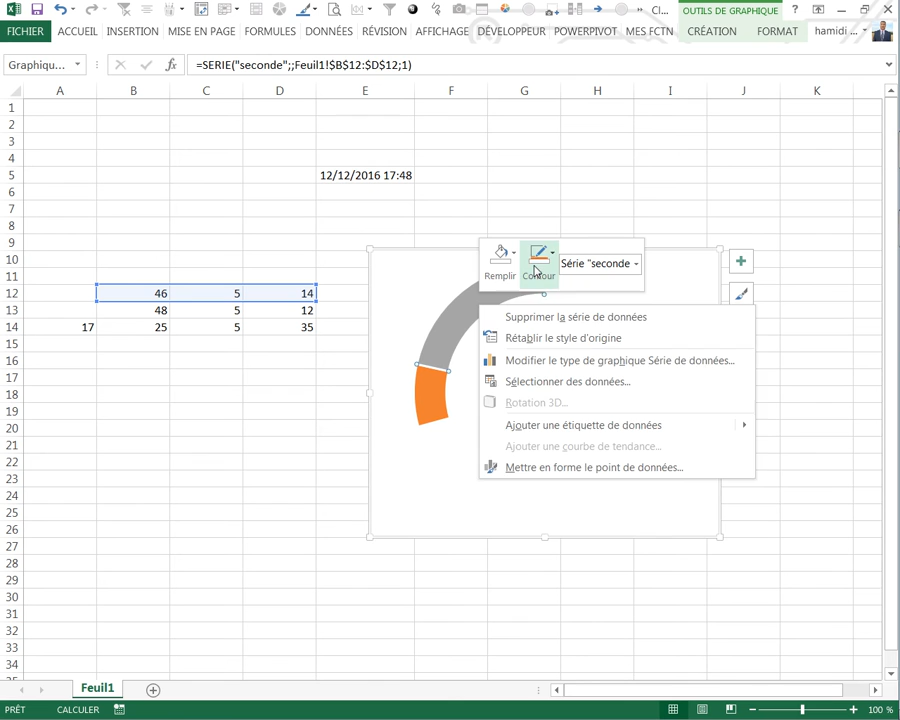 Cl...
OUTILS DE GRAPHIQUE
?
FICHIER ACCUEIL INSERTION MISE EN PAGE FORMULES DONNÉES RÉVISION AFFICHAGE DÉVELOPPEUR POWERPIVOT MES FCTN CRÉATION FORMAT hamidi ...
Graphiqu... fx =SERIE("seconde";;Feuil1!$B$12:$D$12;1)
A B C D E F G H I J K
1
2
3
4
5 12/12/2016 17:48
6
7
8
9
Remplir Contour Série "seconde
10
11
12 46 5 14
13 48 5 12
14 17 25 5 35
15
16
17
18
19
20
21
22
23
24
25
26
27
28
29
30
31
32
33
34
Supprimer la série de données
Rétablir le style d'origine
Modifier le type de graphique Série de données...
Sélectionner des données...
Rotation 3D...
Ajouter une étiquette de données
Ajouter une courbe de tendance...
Mettre en forme le point de données...
Feuil1
PRÊT CALCULER 100 %